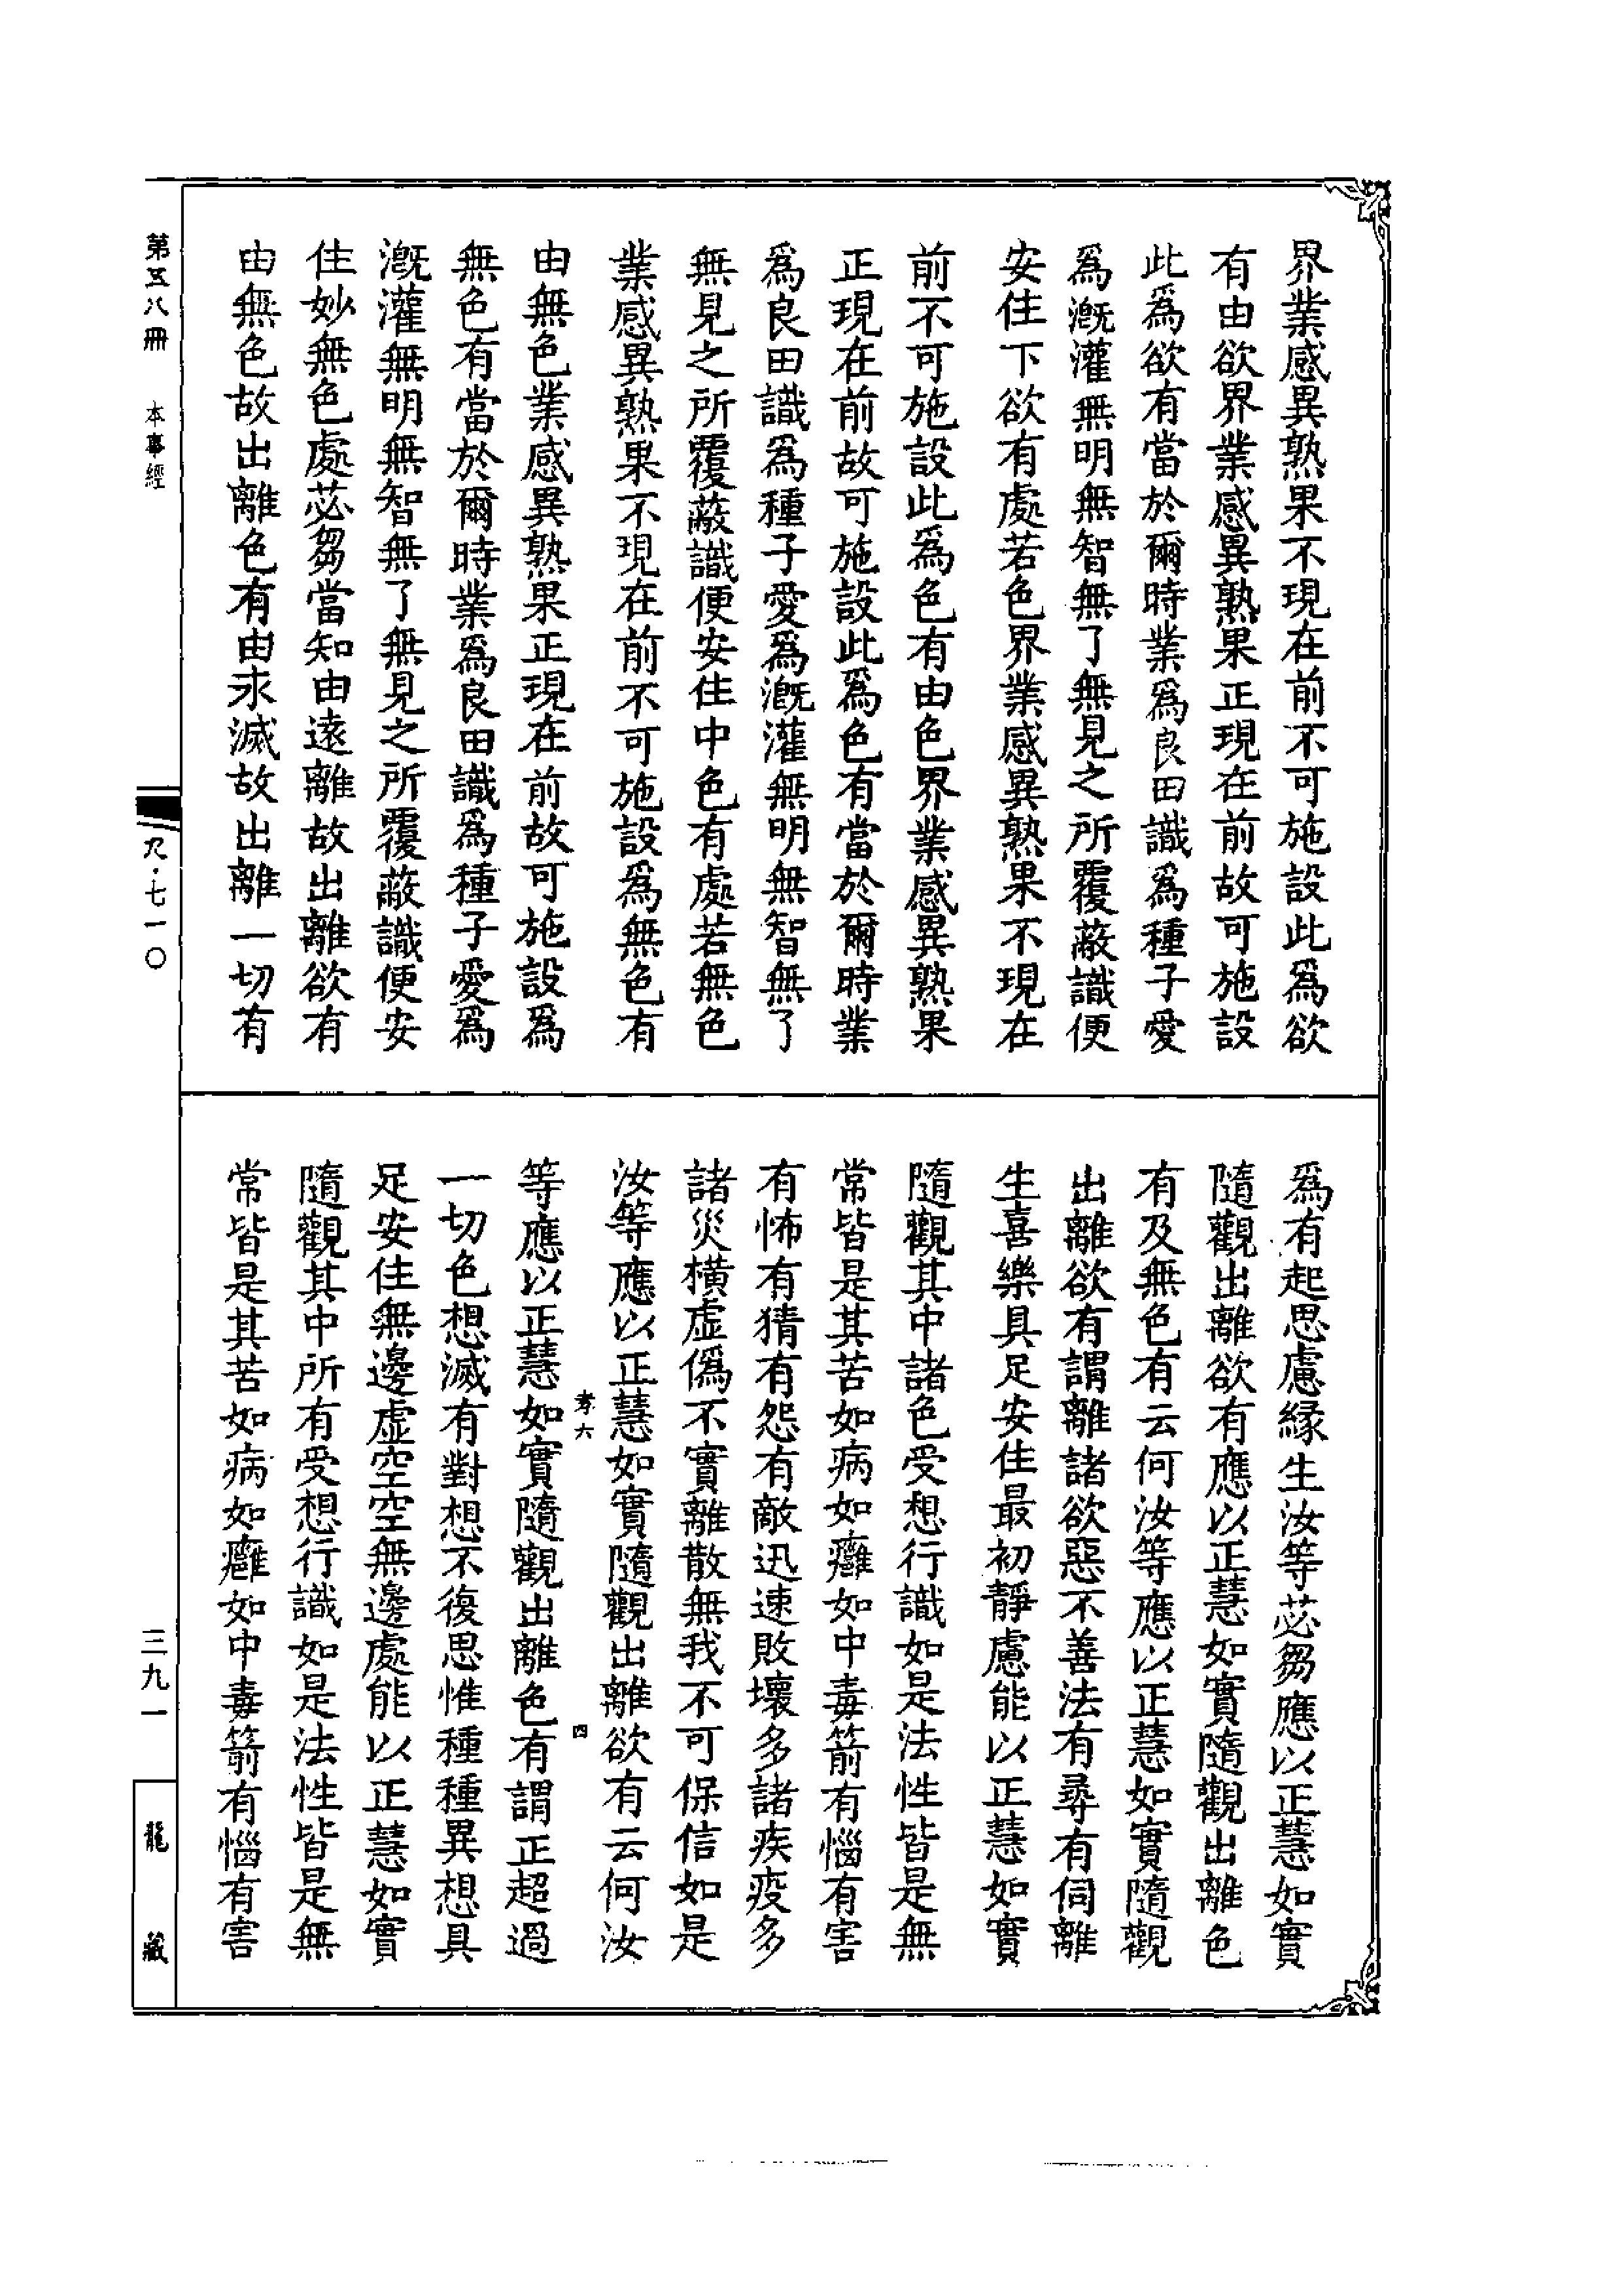 界業感異熟果不現在前不可施設此爲欲
有由欲界業感異熟果正現在前故可施設
此爲欲有當於爾時業爲良田識爲種子愛
爲漑灌無明無智無了無見之所覆蔽識便
安住下欲有處若色界業感異熟果不現在
前不可施設此爲色有由色界業感異熟果
正現在前故可施設此爲色有當於爾時業
爲良田識爲種子愛爲漑灌無明無智無了
無見之所覆蔽識便安住中色有處若無色
業感異熟果不現在前不可施設爲無色有
由無色業感異熟果正現在前故可施設爲
無色有當於爾時業爲良田識爲種子愛爲
漑灌無明無智無了無見之所覆蔽識便安
住妙無色處苾芻當知由遠離故出離欲有
由無色故出離色有由永滅故出離一切有
爲有起思慮緣生汝等苾芻應以正慧如實
隨觀出離欲有應以正慧如實隨觀出離色
有及無色有云何汝等應以正慧如實隨觀
出離欲有謂離諸欲惡不善法有尋有伺離
生喜樂具足安住最初靜慮能以正慧如實
隨觀其中諸色受想行識如是法性皆是無
常皆是其苦如病如癰如中毒箭有惱有害
有怖有猜有怨有敵迅速敗壞多諸疾疫多
諸災橫虛僞不實離散無我不可保信如是
汝等應以正慧如實隨觀出離欲有云何汝
孝六 四
等應以正慧如實隨觀出離色有謂正超過
一切色想滅有對想不復思惟種種異想具
足安住無邊虛空空無邊處能以正慧如實
隨觀其中所有受想行識如是法性皆是無
常皆是其苦如病如癰如中毒箭有惱有害
第五八冊 本事經
九·七一〇
三九一
龍藏